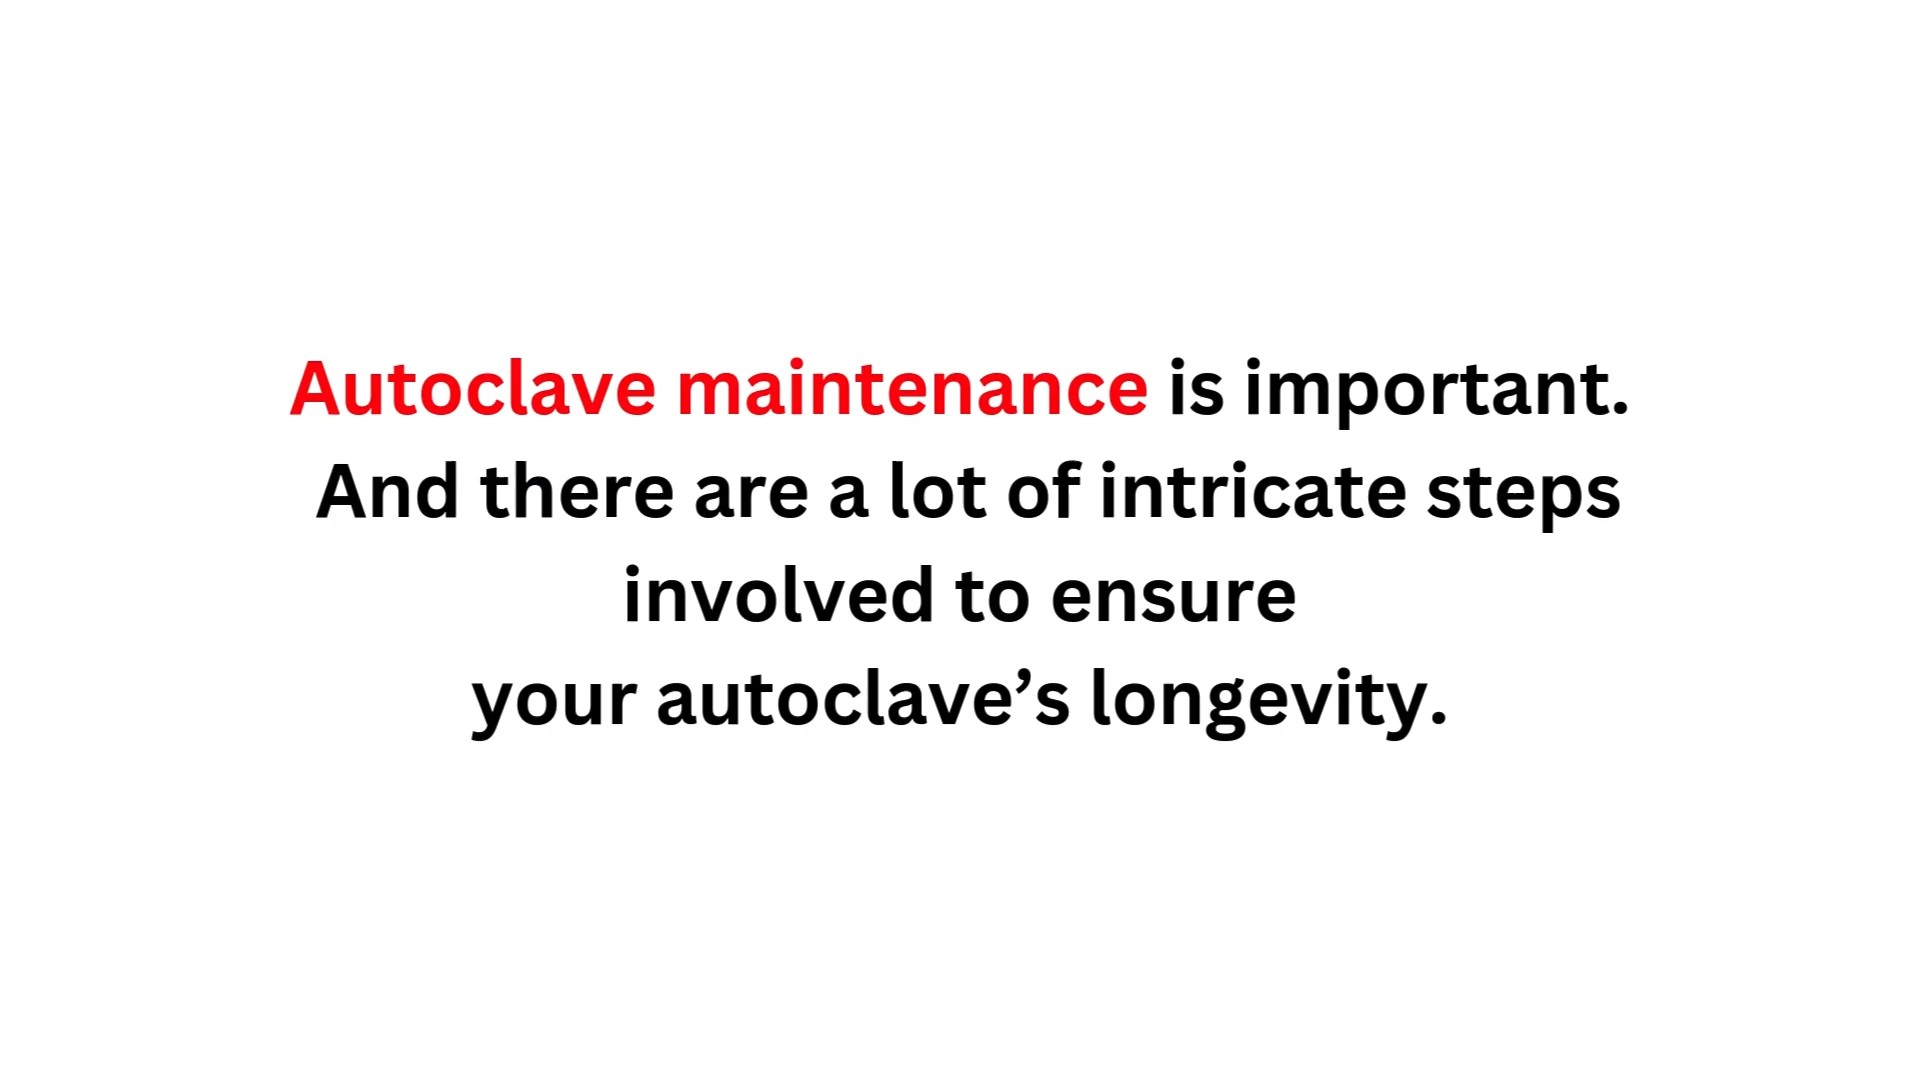 Autoclave maintenance is important.
And there are a lot of intricate steps
involved to ensure
your autoclave’s longevity.